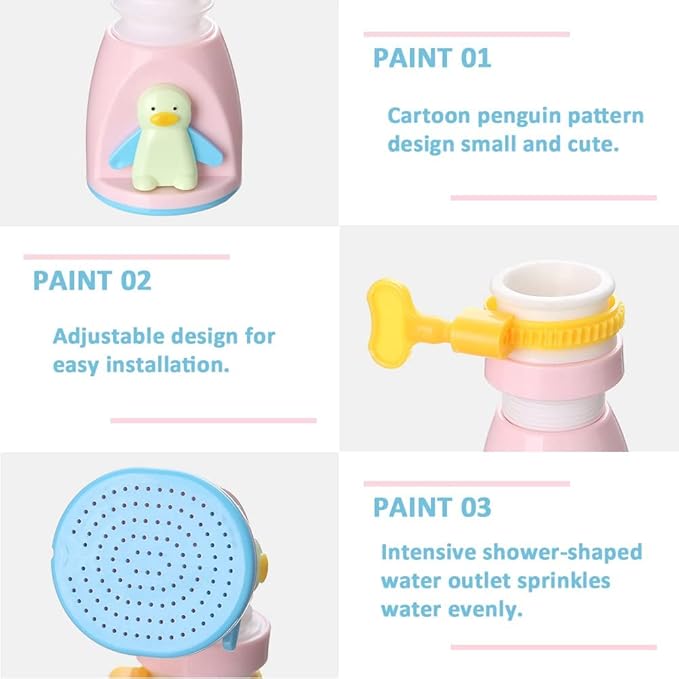 PAINT 01
Cartoon penguin pattern
design small and cute.
PAINT 02
Adjustable design for
easy installation.
PAINT 03
Intensive shower-shaped
water outlet sprinkles
water evenly.